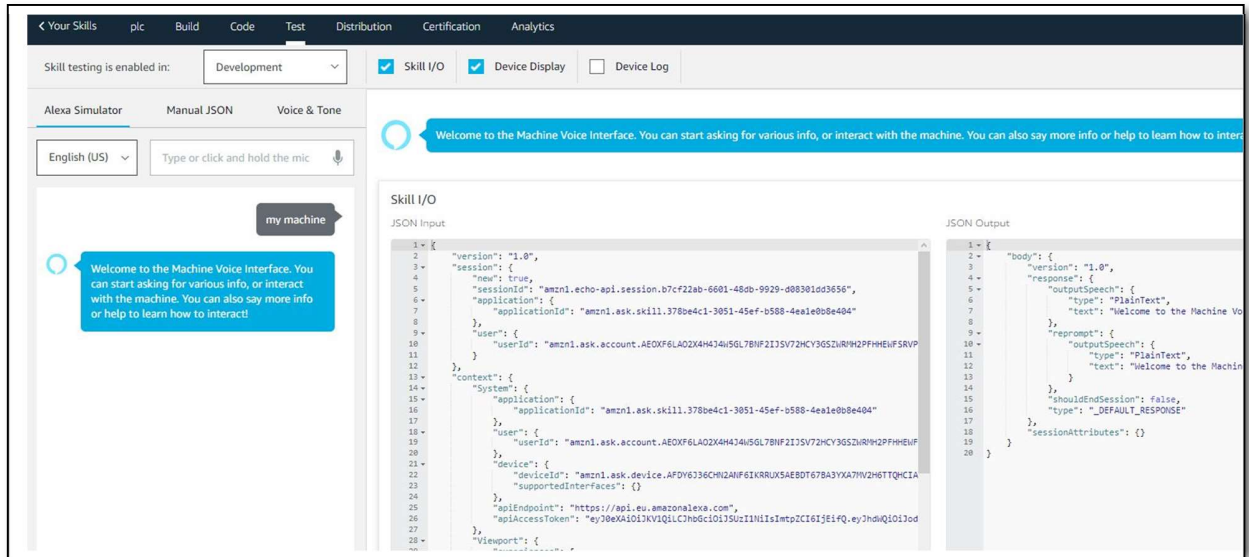 Your Skills plc Build Code Test Distribution Certification Analytics
Skill testing is enabled in: Development Skill I/O Device Display Device Log
Alexa Simulator Manual JSON Voice & Tone
English (US) Type or click and hold the mic
my machine
Welcome to the Machine Voice Interface. You
can start asking for various info, or interact
with the machine. You can also say more info
or help to learn how to interact!
Welcome to the Machine Voice Interface. You can start asking for various info, or interact with the machine. You can also say more info or help to learn how to intera
Skill I/O
JSON Input
1 {
2 "version": "1.0",
3 "session": {
4 "new": true,
5 "sessionId": "amzn1.echo-api.session.b7cf22ab-6601-48db-9929-d08301dd3656",
6 "application": {
7 "applicationId": "amzn1.ask.skill.378be4c1-3051-45ef-b588-4ea1e0b8e404"
8 },
9 "user": {
10 "userId": "amzn1.ask.account.AEOXF6LAO2X4H4J4W5GL7BNF2IJSV72HCY3GSZWRMH2PFHHEWFSRVP
11 }
12 },
13 "context": {
14 "System": {
15 "application": {
16 "applicationId": "amzn1.ask.skill.378be4c1-3051-45ef-b588-4ea1e0b8e404"
17 },
18 "user": {
19 "userId": "amzn1.ask.account.AEOXF6LAO2X4H4J4W5GL7BNF2IJSV72HCY3GSZWRMH2PFHHEWF
20 },
21 "device": {
22 "deviceId": "amzn1.ask.device.AFDY6J36CHN2ANF6IKRRUX5AEBDT67BA3YXA7MV2H6TTQHCIA
23 "supportedInterfaces": {}
24 },
25 "apiEndpoint": "https://api.eu.amazonalexa.com",
26 "apiAccessToken": "eyJ0eXAiOiJKV1QiLCJhbGciOiJSUzI1NiIsImtpZCI6IjEifQ.eyJhdWQiOiJod
27 },
28 "Viewport": {
JSON Output
1 {
2 "body": {
3 "version": "1.0",
4 "response": {
5 "outputSpeech": {
6 "type": "PlainText",
7 "text": "Welcome to the Machine Vo
8 },
9 "reprompt": {
10 "outputSpeech": {
11 "type": "PlainText",
12 "text": "Welcome to the Machin
13 }
14 },
15 "shouldEndSession": false,
16 "type": "_DEFAULT_RESPONSE"
17 },
18 "sessionAttributes": {}
19 }
20 }